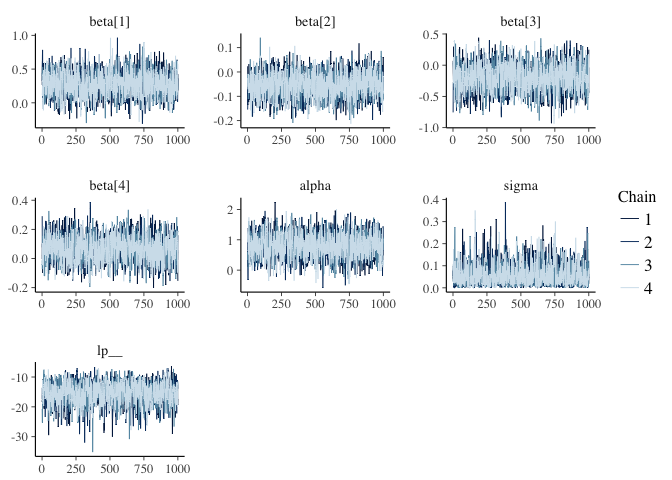 beta[1] beta[2] beta[3]
1.0 0.5 0.0
0.1 0.0 -0.1 -0.2
0.5 0.0 -0.5 -1.0
0 250 500 750 1000 0 250 500 750 1000 0 250 500 750 1000
beta[4] alpha sigma
0.4 0.2 0.0 -0.2
2 1 0
0.4 0.3 0.2 0.1 0.0
0 250 500 750 1000 0 250 500 750 1000 0 250 500 750 1000
Chain
1
2
3
4
lp__
-10
-20
-30
0 250 500 750 1000